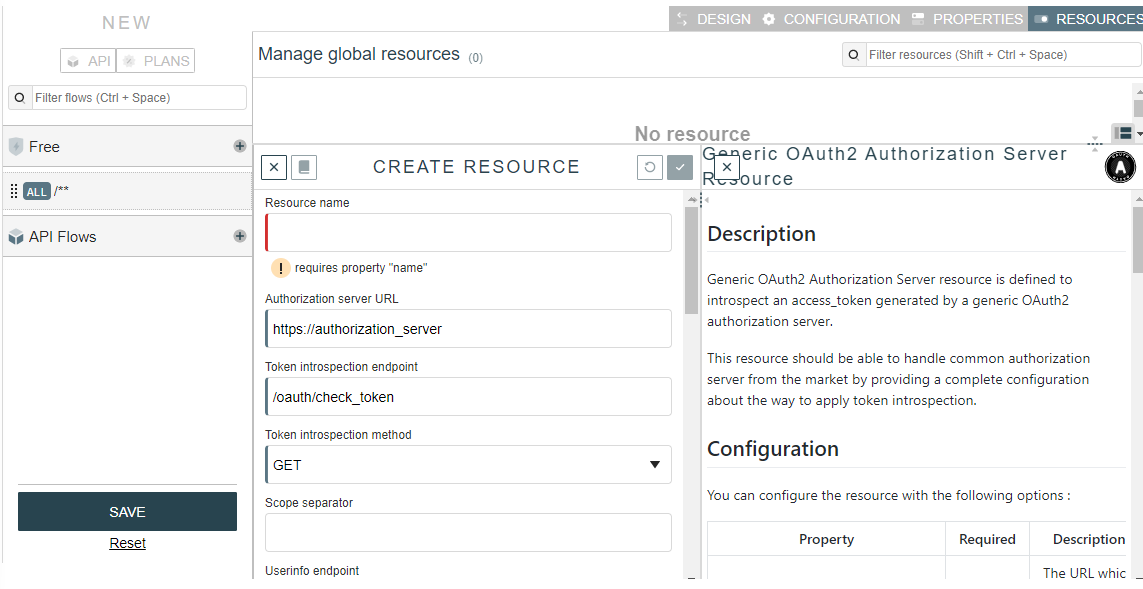 NEW
API
PLANS
Filter flows (Ctrl + Space)
Free
ALL /**
API Flows
SAVE
Reset
DESIGN CONFIGURATION PROPERTIES RESOURCES
Manage global resources (0)
Filter resources (Shift + Ctrl + Space)
No resource
CREATE RESOURCE
Resource name
! requires property "name"
Authorization server URL
https://authorization_server
Token introspection endpoint
/oauth/check_token
Token introspection method
GET
Scope separator
Userinfo endpoint
Generic OAuth2 Authorization Server
Resource
A
Description
Generic OAuth2 Authorization Server resource is defined to
introspect an access_token generated by a generic OAuth2
authorization server.
This resource should be able to handle common authorization
server from the market by providing a complete configuration
about the way to apply token introspection.
Configuration
You can configure the resource with the following options :
Property Required Description
The URL whic